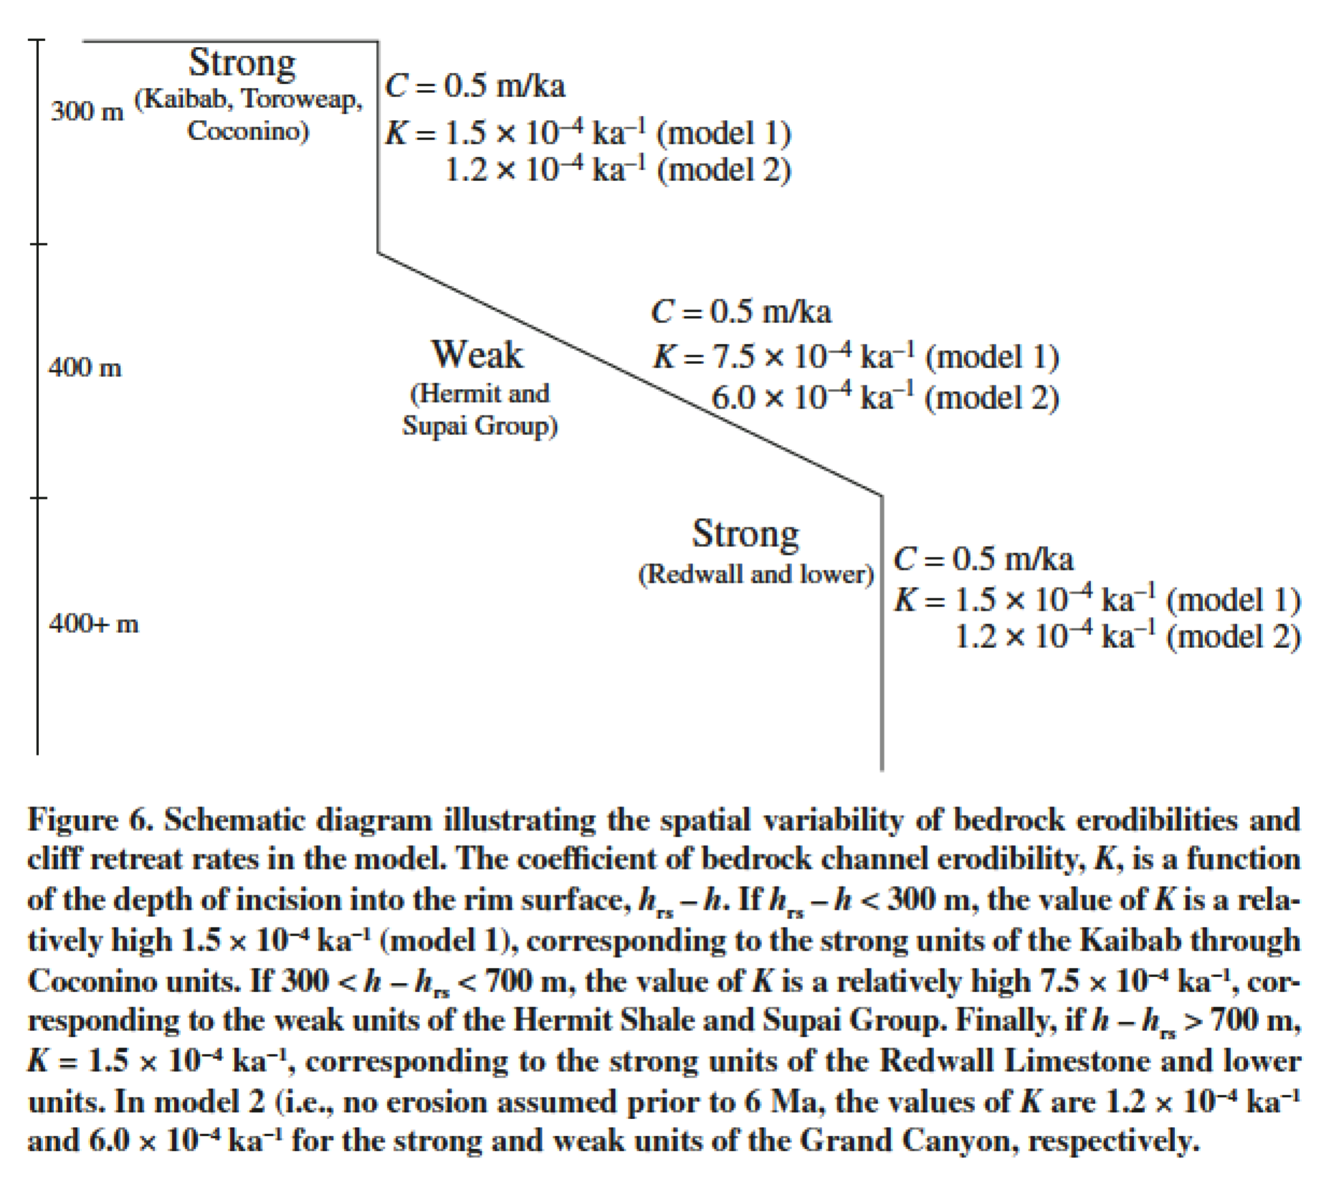 Strong
(Kaibab, Toroweap,
Coconino)
300 m
C = 0.5 m/ka
K = 1.5 × 10⁻⁴ ka⁻¹ (model 1)
1.2 × 10⁻⁴ ka⁻¹ (model 2)
400 m
Weak
(Hermit and
Supai Group)
C = 0.5 m/ka
K = 7.5 × 10⁻⁴ ka⁻¹ (model 1)
6.0 × 10⁻⁴ ka⁻¹ (model 2)
400+ m
Strong
(Redwall and lower)
C = 0.5 m/ka
K = 1.5 × 10⁻⁴ ka⁻¹ (model 1)
1.2 × 10⁻⁴ ka⁻¹ (model 2)
Figure 6. Schematic diagram illustrating the spatial variability of bedrock erodibilities and
cliff retreat rates in the model. The coefficient of bedrock channel erodibility, K, is a function
of the depth of incision into the rim surface, hrs – h. If hrs – h < 300 m, the value of K is a rela-
tively high 1.5 × 10⁻⁴ ka⁻¹ (model 1), corresponding to the strong units of the Kaibab through
Coconino units. If 300 < h – hrs < 700 m, the value of K is a relatively high 7.5 × 10⁻⁴ ka⁻¹, cor-
responding to the weak units of the Hermit Shale and Supai Group. Finally, if h – hrs > 700 m,
K = 1.5 × 10⁻⁴ ka⁻¹, corresponding to the strong units of the Redwall Limestone and lower
units. In model 2 (i.e., no erosion assumed prior to 6 Ma, the values of K are 1.2 × 10⁻⁴ ka⁻¹
and 6.0 × 10⁻⁴ ka⁻¹ for the strong and weak units of the Grand Canyon, respectively.